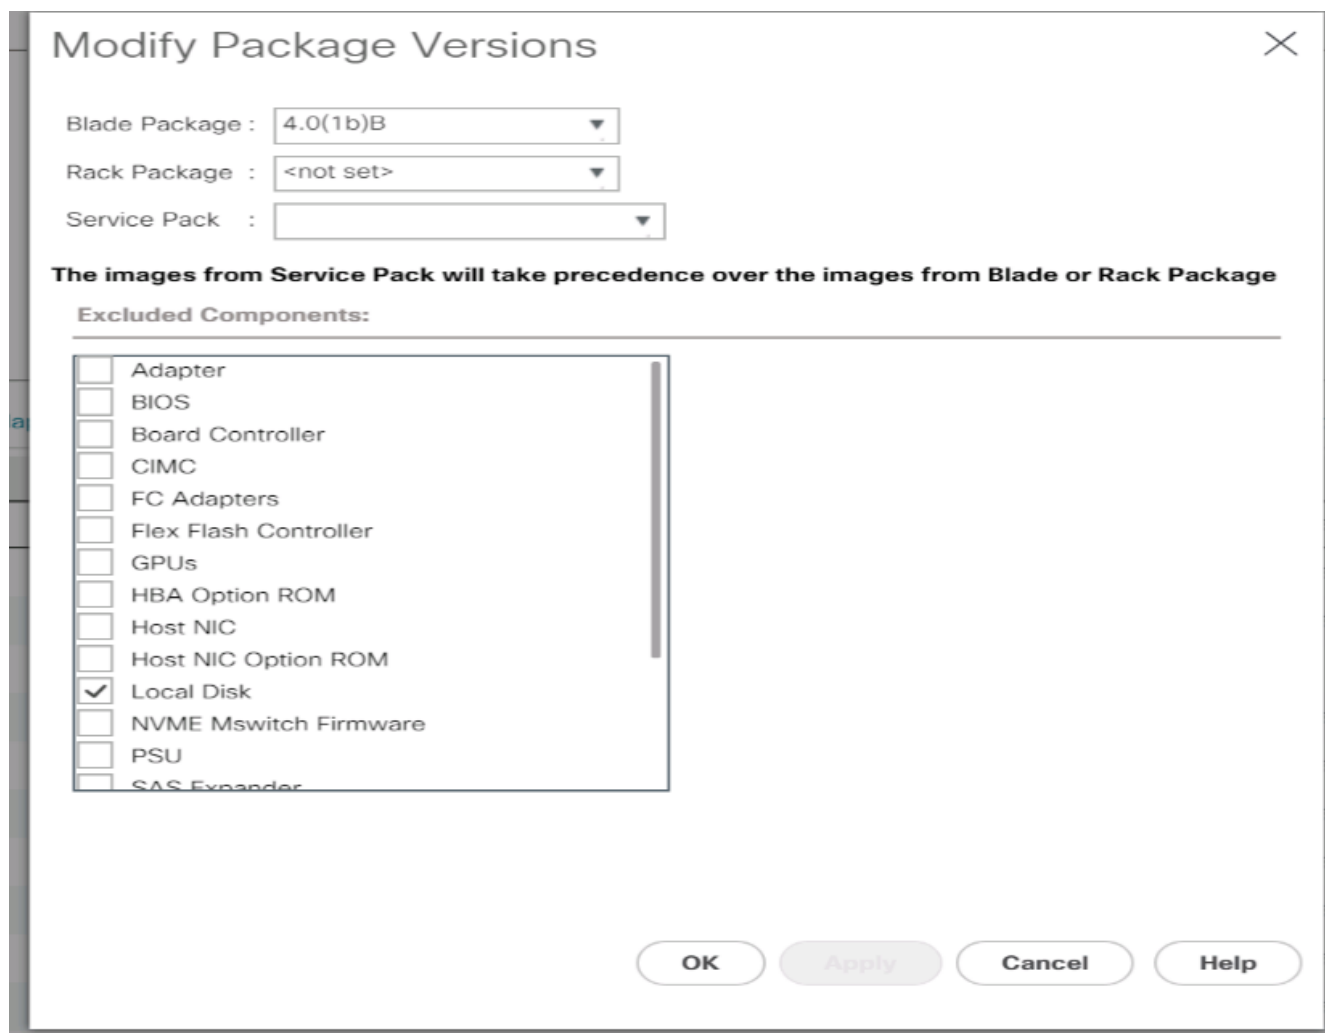 Modify Package Versions
Blade Package : 4.0(1b)B
Rack Package : <not set>
Service Pack :
The images from Service Pack will take precedence over the images from Blade or Rack Package
Excluded Components:
Adapter
BIOS
Board Controller
CIMC
FC Adapters
Flex Flash Controller
GPUs
HBA Option ROM
Host NIC
Host NIC Option ROM
Local Disk
NVME Mswitch Firmware
PSU
SAS Expander
OK Apply Cancel Help